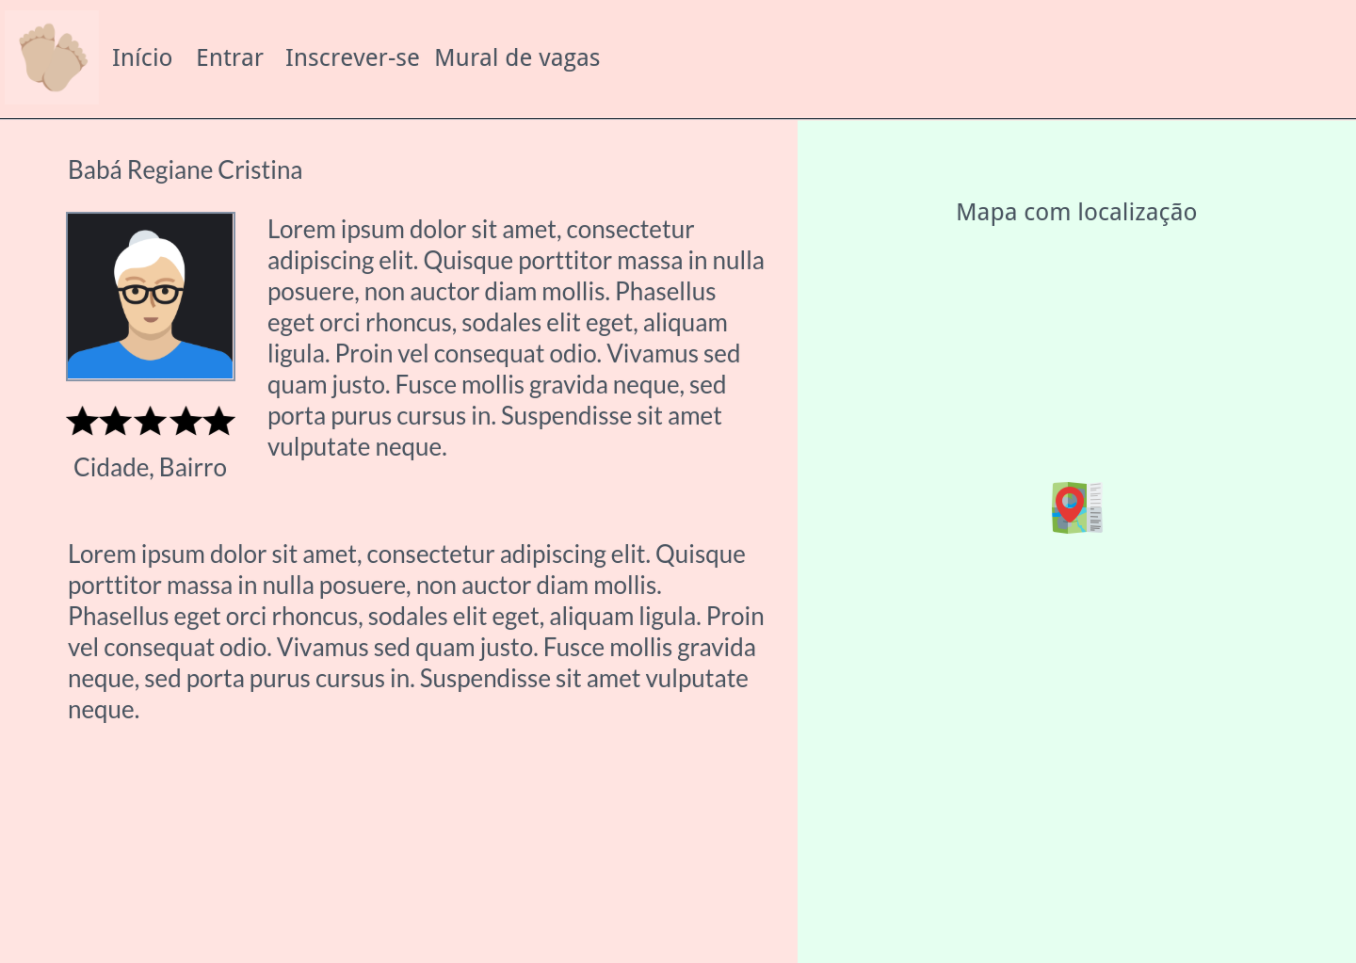 Início Entrar Inscrever-se Mural de vagas
Babá Regiane Cristina
Lorem ipsum dolor sit amet, consectetur
adipiscing elit. Quisque porttitor massa in nulla
posuere, non auctor diam mollis. Phasellus
eget orci rhoncus, sodales elit eget, aliquam
ligula. Proin vel consequat odio. Vivamus sed
quam justo. Fusce mollis gravida neque, sed
porta purus cursus in. Suspendisse sit amet
vulputate neque.
Cidade, Bairro
Lorem ipsum dolor sit amet, consectetur adipiscing elit. Quisque
porttitor massa in nulla posuere, non auctor diam mollis.
Phasellus eget orci rhoncus, sodales elit eget, aliquam ligula. Proin
vel consequat odio. Vivamus sed quam justo. Fusce mollis gravida
neque, sed porta purus cursus in. Suspendisse sit amet vulputate
neque.
Mapa com localização